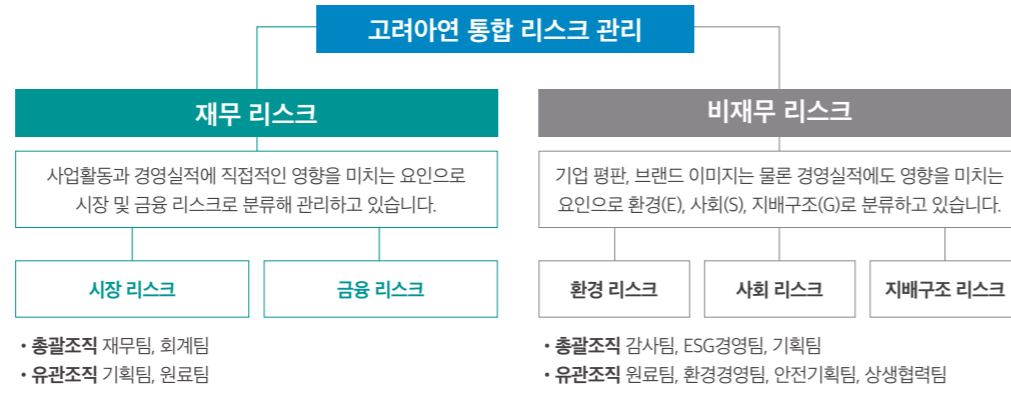 고려아연 통합 리스크 관리
재무 리스크
사업활동과 경영실적에 직접적인 영향을 미치는 요인으로
시장 및 금융 리스크로 분류해 관리하고 있습니다.
시장 리스크
금융 리스크
• 총괄조직 재무팀, 회계팀
• 유관조직 기획팀, 원료팀
비재무 리스크
기업 평판, 브랜드 이미지는 물론 경영실적에도 영향을 미치는
요인으로 환경(E), 사회(S), 지배구조(G)로 분류하고 있습니다.
환경 리스크
사회 리스크
지배구조 리스크
• 총괄조직 감사팀, ESG경영팀, 기획팀
• 유관조직 원료팀, 환경경영팀, 안전기획팀, 상생협력팀